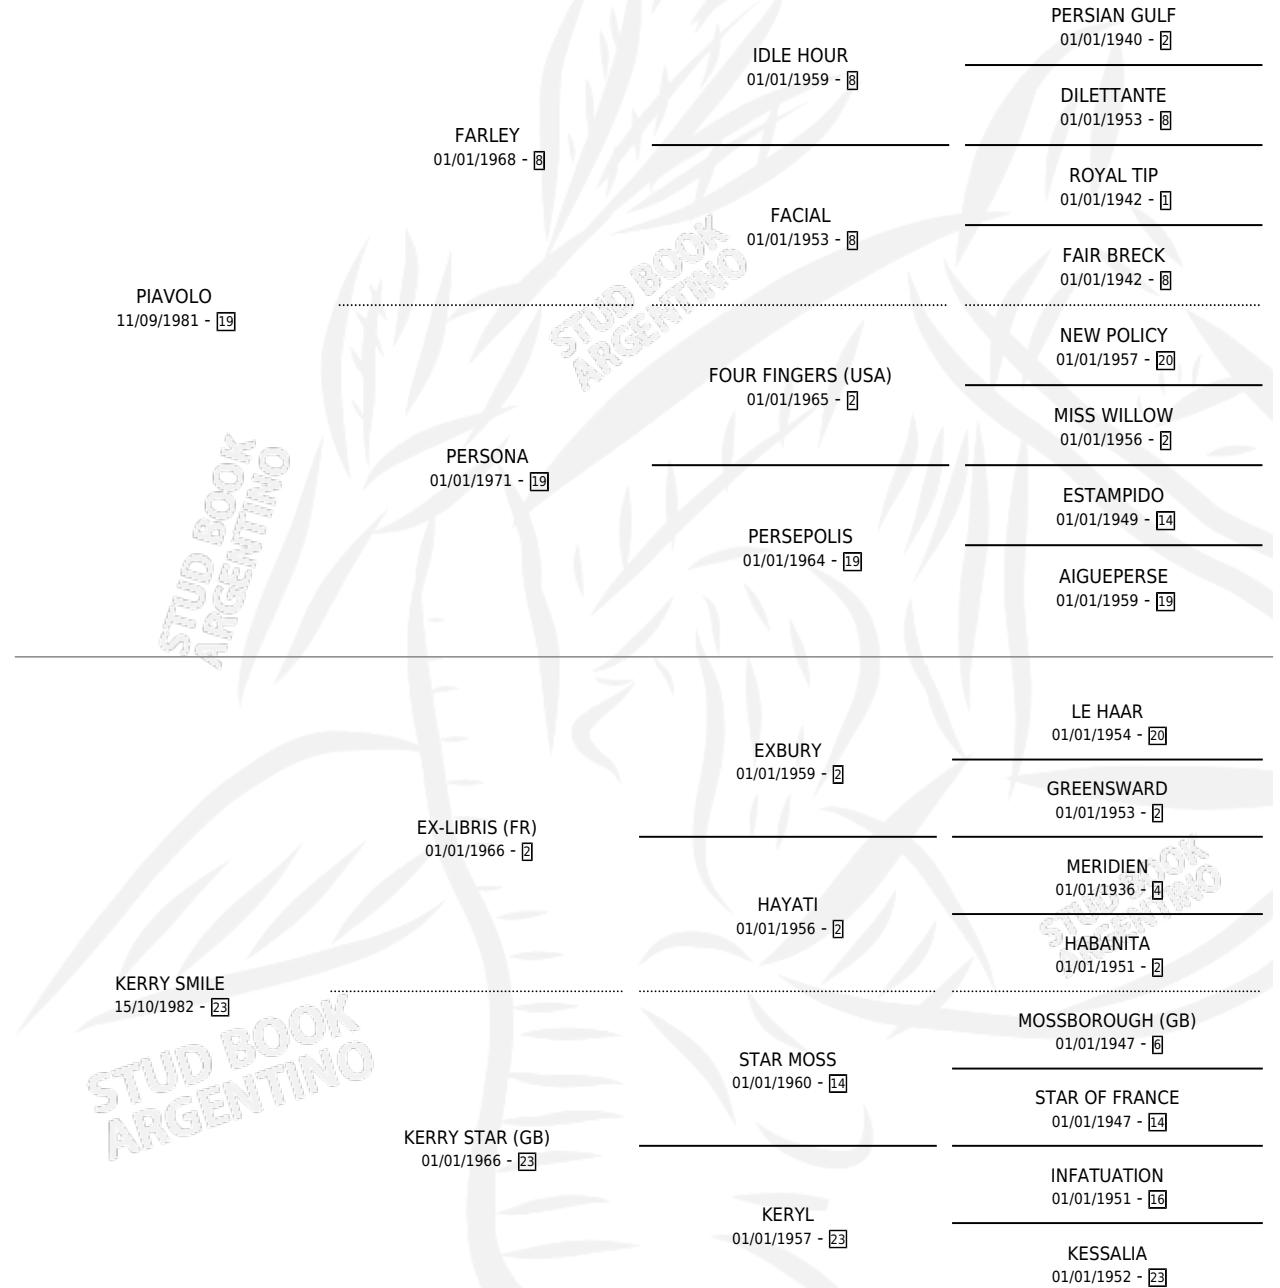 PERSIAN GULF
01/01/1940 - 2
IDLE HOUR
01/01/1959 - 8
DILETTANTE
01/01/1953 - 8
FARLEY
01/01/1968 - 8
ROYAL TIP
01/01/1942 - 1
FACIAL
01/01/1953 - 8
FAIR BRECK
01/01/1942 - 8
STUD BOOK
ARGENTINO
PIAVOLO
11/09/1981 - 19
NEW POLICY
01/01/1957 - 20
FOUR FINGERS (USA)
01/01/1965 - 2
MISS WILLOW
01/01/1956 - 2
PERSONA
01/01/1971 - 19
ESTAMPIDO
01/01/1949 - 14
PERSEPOLIS
01/01/1964 - 19
AIGUEPERSE
01/01/1959 - 19
STUD BOOK
ARGENTINO
LE HAAR
01/01/1954 - 20
EXBURY
01/01/1959 - 2
GREENSWARD
01/01/1953 - 2
EX-LIBRIS (FR)
01/01/1966 - 2
MERIDIEN
01/01/1936 - 4
HAYATI
01/01/1956 - 2
HABANITA
01/01/1951 - 2
STUD BOOK
ARGENTINO
KERRY SMILE
15/10/1982 - 23
MOSSBOROUGH (GB)
01/01/1947 - 6
STAR MOSS
01/01/1960 - 14
STAR OF FRANCE
01/01/1947 - 14
STUD BOOK
ARGENTINO
KERRY STAR (GB)
01/01/1966 - 23
INFATUATION
01/01/1951 - 16
KERYL
01/01/1957 - 23
KESSALIA
01/01/1952 - 23